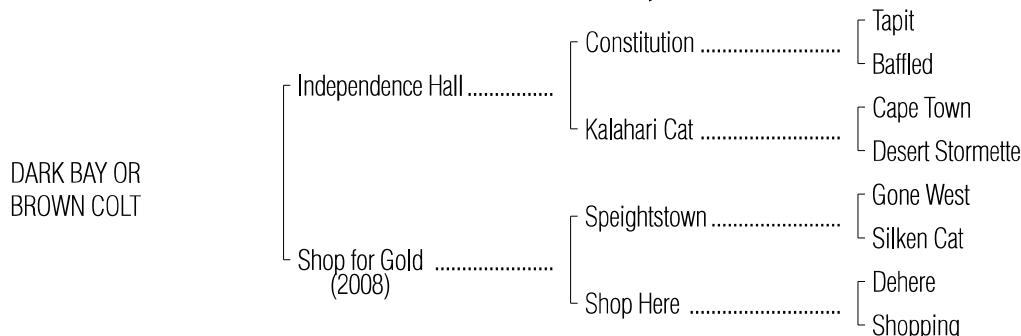 Tapit
Constitution
Baffled
Independence Hall
Cape Town
Kalahari Cat
Desert Stormette
DARK BAY OR
BROWN COLT
Gone West
Speightstown
Silken Cat
Shop for Gold
(2008)
Dehere
Shop Here
Shopping